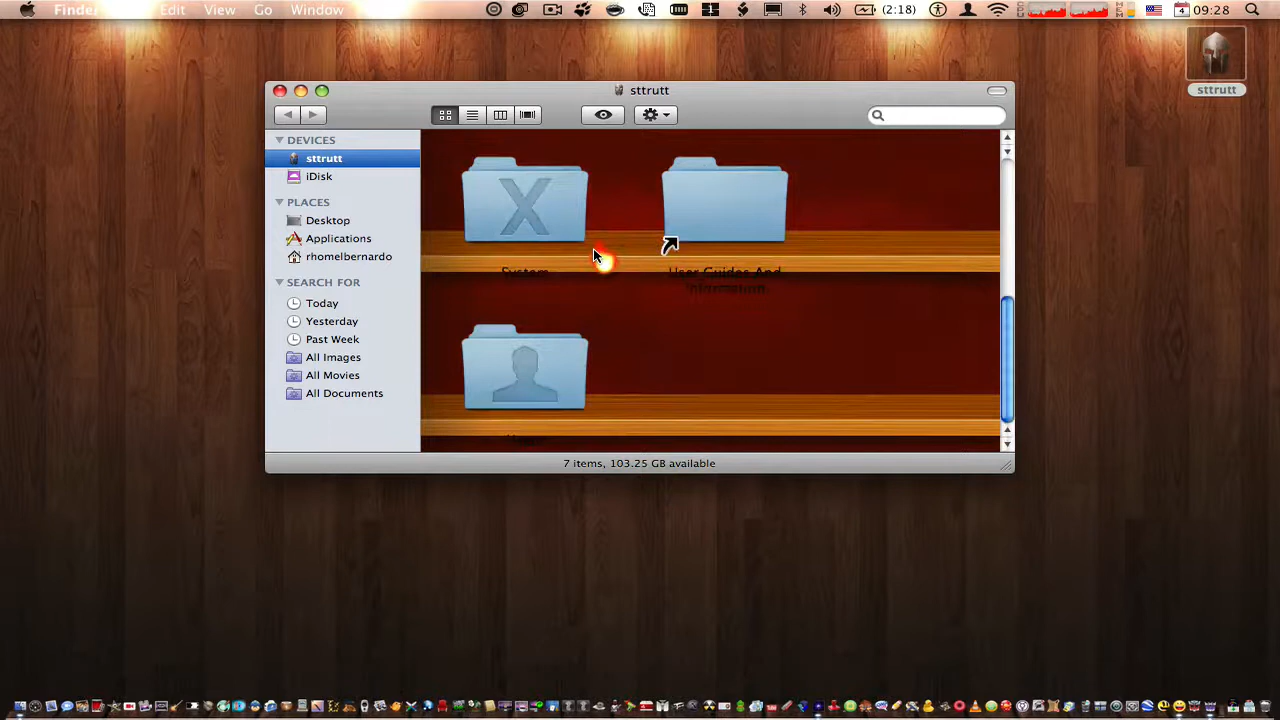 Finder Edit View Go Window (2:18) 09:28
sttrutt
sttrutt
DEVICES
sttrutt
iDisk
PLACES
Desktop
Applications
rhomelbernardo
SEARCH FOR
Today
Yesterday
Past Week
All Images
All Movies
All Documents
System
User Guides And
Information
7 items, 103.25 GB available